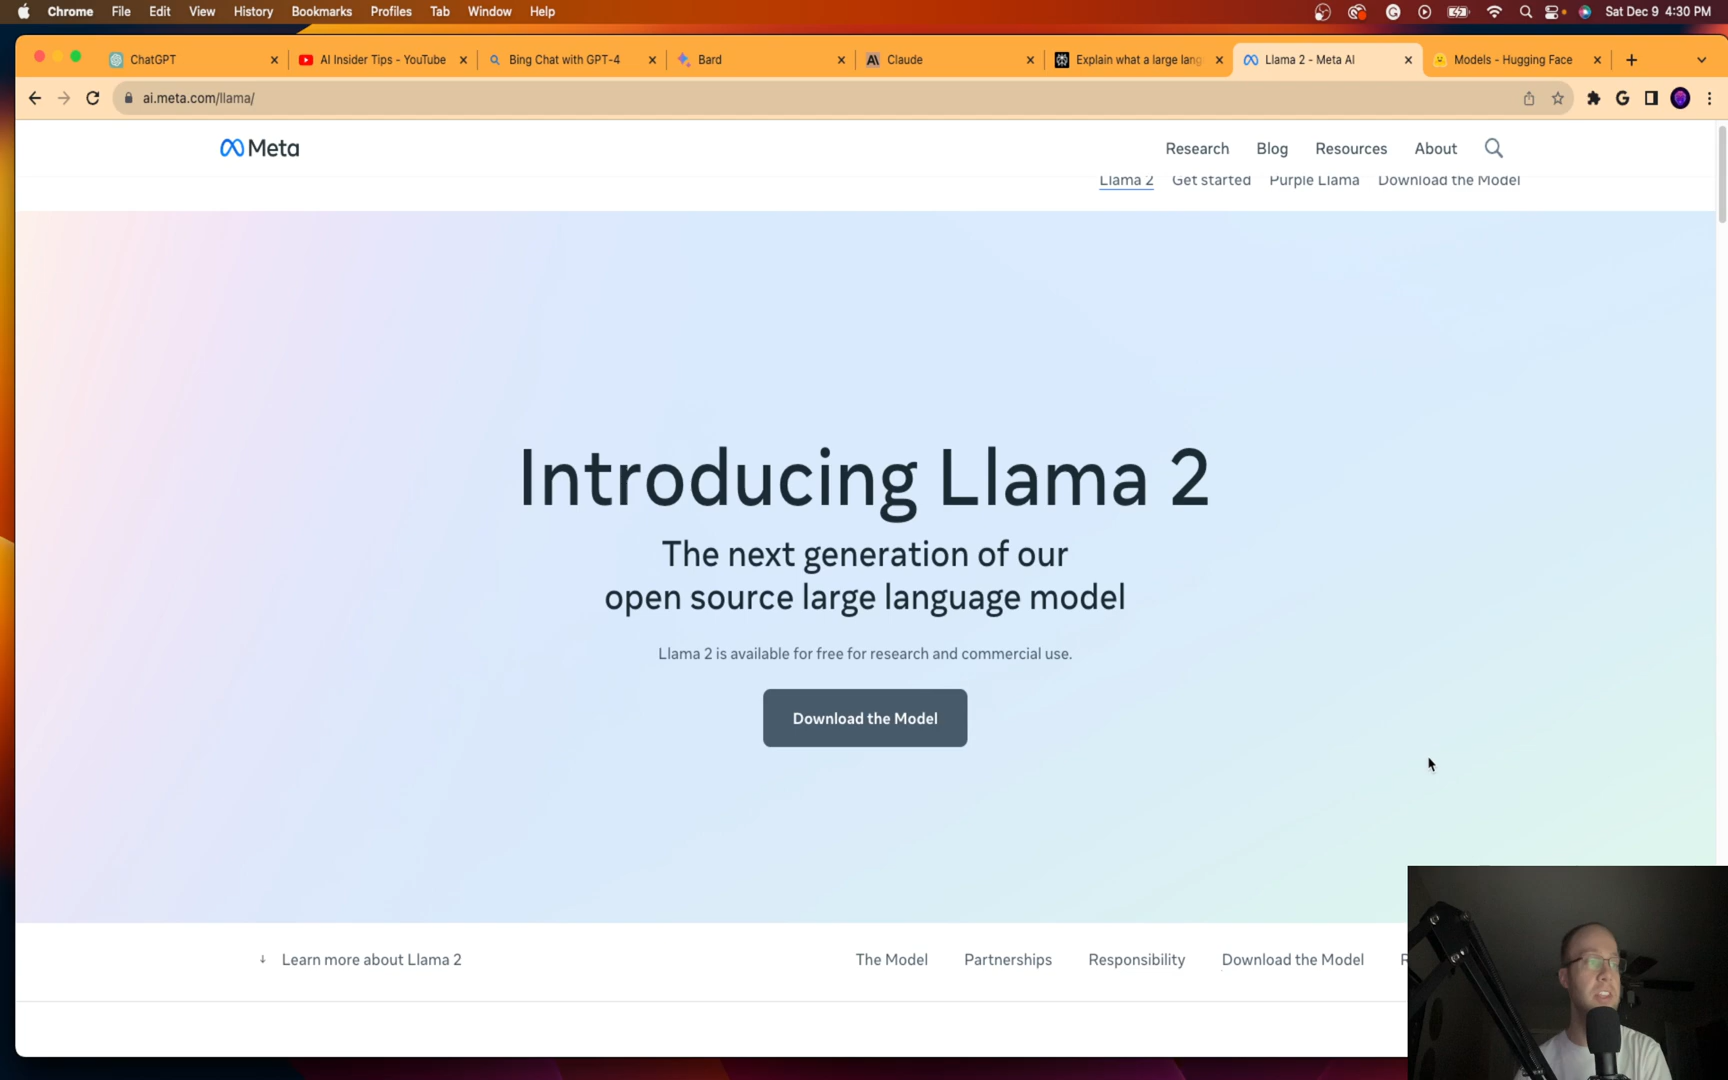 Chrome File Edit View History Bookmarks Profiles Tab Window Help Sat Dec 9 4:30 PM
ChatGPT AI Insider Tips - YouTube Bing Chat with GPT-4 Bard Claude Explain what a large lang Llama 2 - Meta AI Models - Hugging Face
ai.meta.com/llama/
Meta Research Blog Resources About
Llama 2 Get started Purple Llama Download the Model
Introducing Llama 2
The next generation of our
open source large language model
Llama 2 is available for free for research and commercial use.
Download the Model
Learn more about Llama 2 The Model Partnerships Responsibility Download the Model